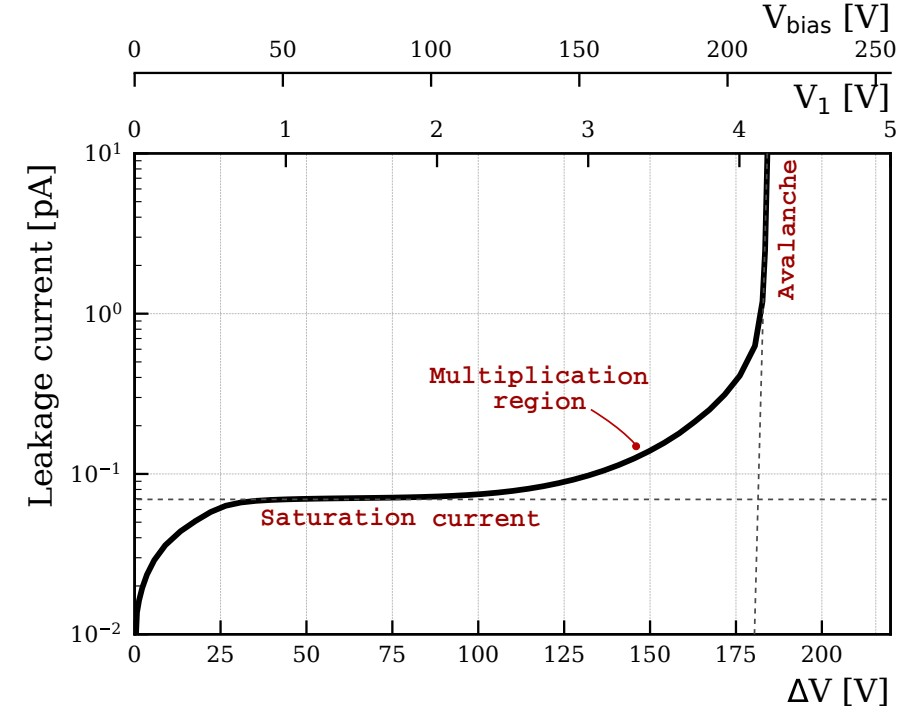 V_bias [V]
0 50 100 150 200 250
V_1 [V]
0 1 2 3 4 5
10^1
10^0
10^−1
10^−2
Leakage current [pA]
Avalanche
Multiplication
region
Saturation current
0 25 50 75 100 125 150 175 200
ΔV [V]